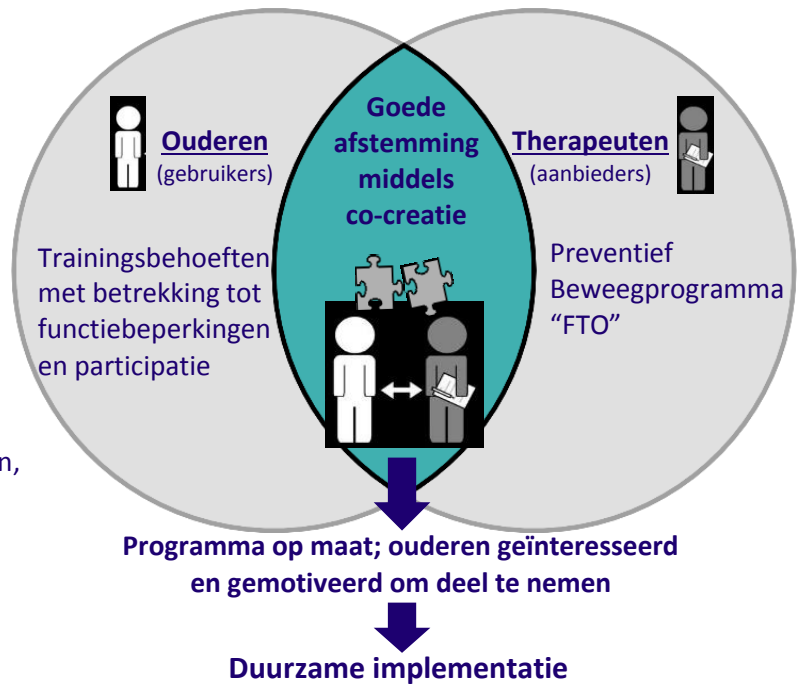 Goede
afstemming
middels
co-creatie
Ouderen
(gebruikers)
Therapeuten
(aanbieders)
Trainingsbehoeften
met betrekking tot
functiebeperkingen
en participatie
Preventief
Beweegprogramma
“FTO”
n,
Programma op maat; ouderen geïnteresseerd
en gemotiveerd om deel te nemen
Duurzame implementatie